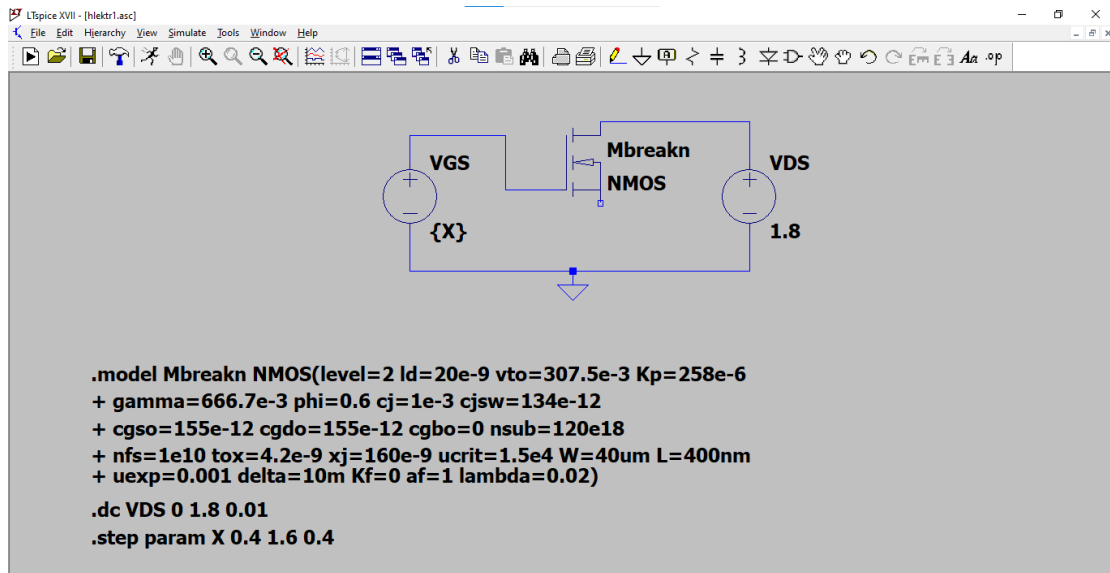 LTspice XVII - [hlektr1.asc]
File Edit Hierarchy View Simulate Tools Window Help
Aa .op
Mbreakn
VGS
VDS
NMOS
{X}
1.8
.model Mbreakn NMOS(level=2 ld=20e-9 vto=307.5e-3 Kp=258e-6
+ gamma=666.7e-3 phi=0.6 cj=1e-3 cjsw=134e-12
+ cgso=155e-12 cgdo=155e-12 cgbo=0 nsub=120e18
+ nfs=1e10 tox=4.2e-9 xj=160e-9 ucrit=1.5e4 W=40um L=400nm
+ uexp=0.001 delta=10m Kf=0 af=1 lambda=0.02)
.dc VDS 0 1.8 0.01
.step param X 0.4 1.6 0.4